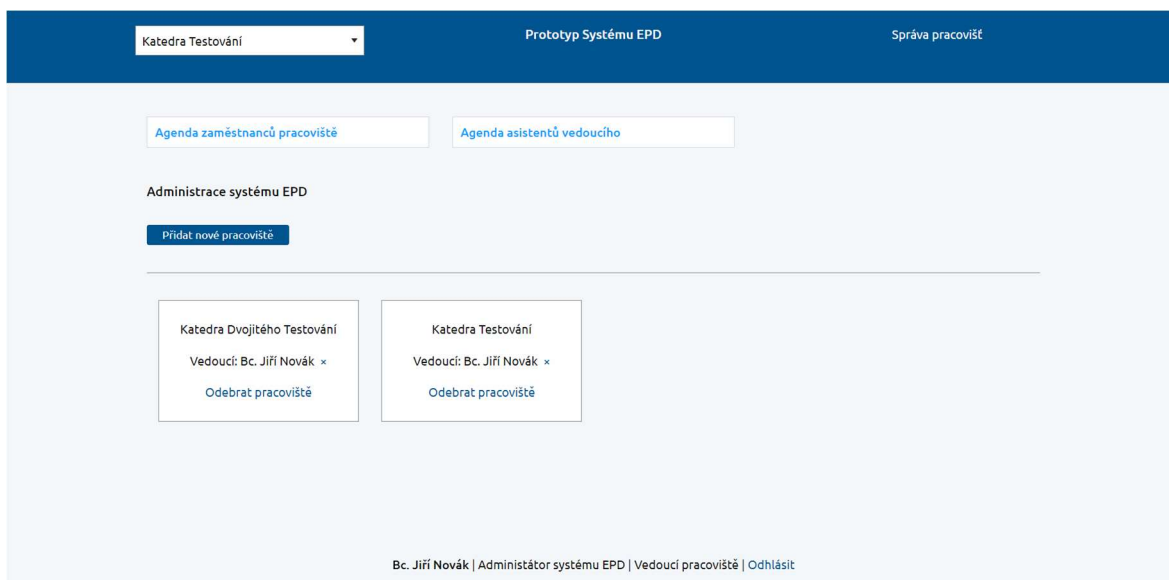 Katedra Testování
Prototyp Systému EPD
Správa pracovišť
Agenda zaměstnanců pracoviště
Agenda asistentů vedoucího
Administrace systému EPD
Přidat nové pracoviště
Katedra Dvojitého Testování
Vedoucí: Bc. Jiří Novák ×
Odebrat pracoviště
Katedra Testování
Vedoucí: Bc. Jiří Novák ×
Odebrat pracoviště
Bc. Jiří Novák | Administátor systému EPD | Vedoucí pracoviště | Odhlásit